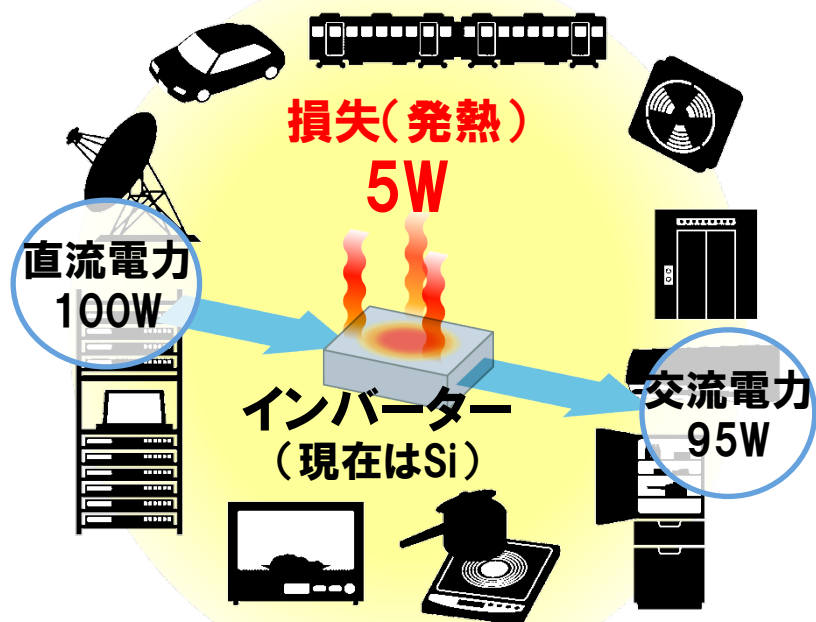 損失(発熱)
5W
直流電力
100W
インバーター
(現在はSi)
交流電力
95W